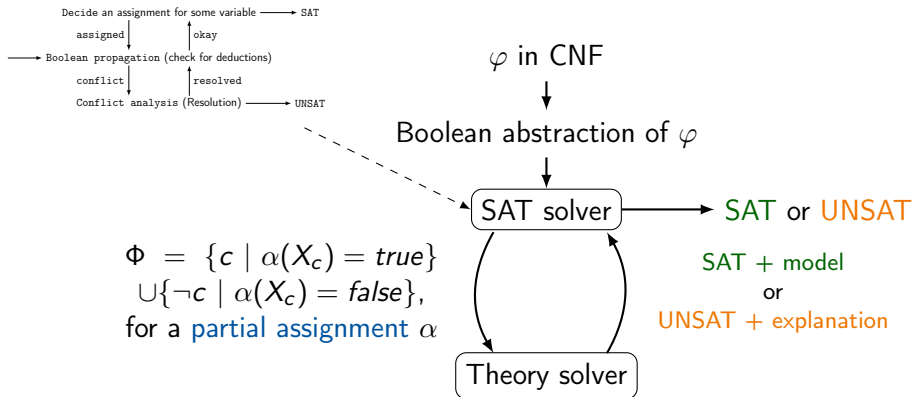 Decide an assignment for some variable
SAT
assigned
okay
Boolean propagation (check for deductions)
conflict
resolved
Conflict analysis (Resolution)
UNSAT
φ in CNF
Boolean abstraction of φ
SAT solver
SAT or UNSAT
Φ = {c | α(X_c) = true}
∪{¬c | α(X_c) = false},
for a partial assignment α
SAT + model
or
UNSAT + explanation
Theory solver